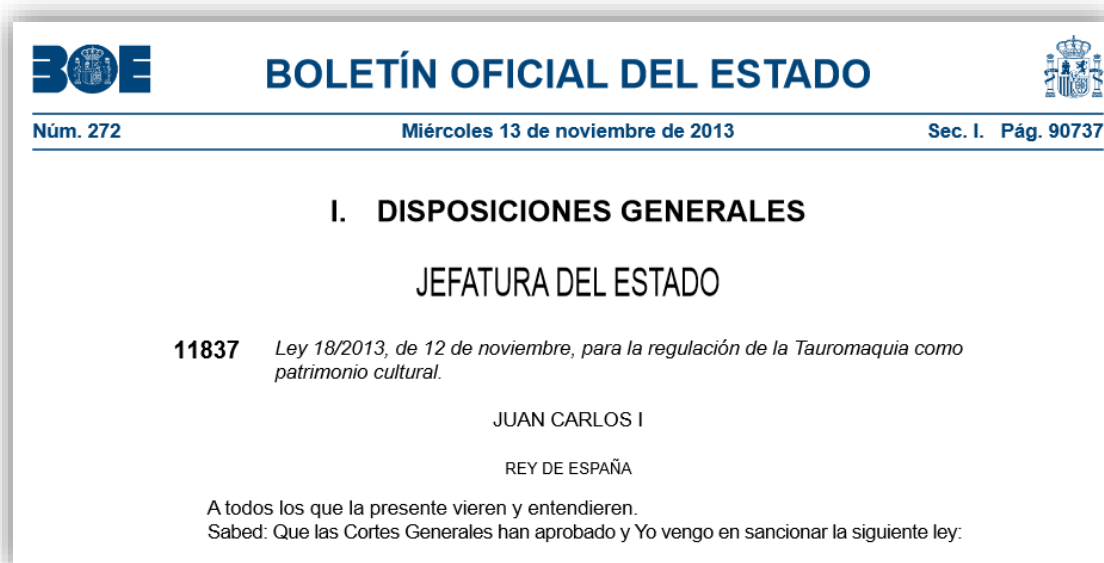 BOE
BOLETÍN OFICIAL DEL ESTADO
Núm. 272 Miércoles 13 de noviembre de 2013 Sec. I. Pág. 90737
I. DISPOSICIONES GENERALES
JEFATURA DEL ESTADO
11837 Ley 18/2013, de 12 de noviembre, para la regulación de la Tauromaquia como
patrimonio cultural.
JUAN CARLOS I
REY DE ESPAÑA
A todos los que la presente vieren y entendieren.
Sabed: Que las Cortes Generales han aprobado y Yo vengo en sancionar la siguiente ley: